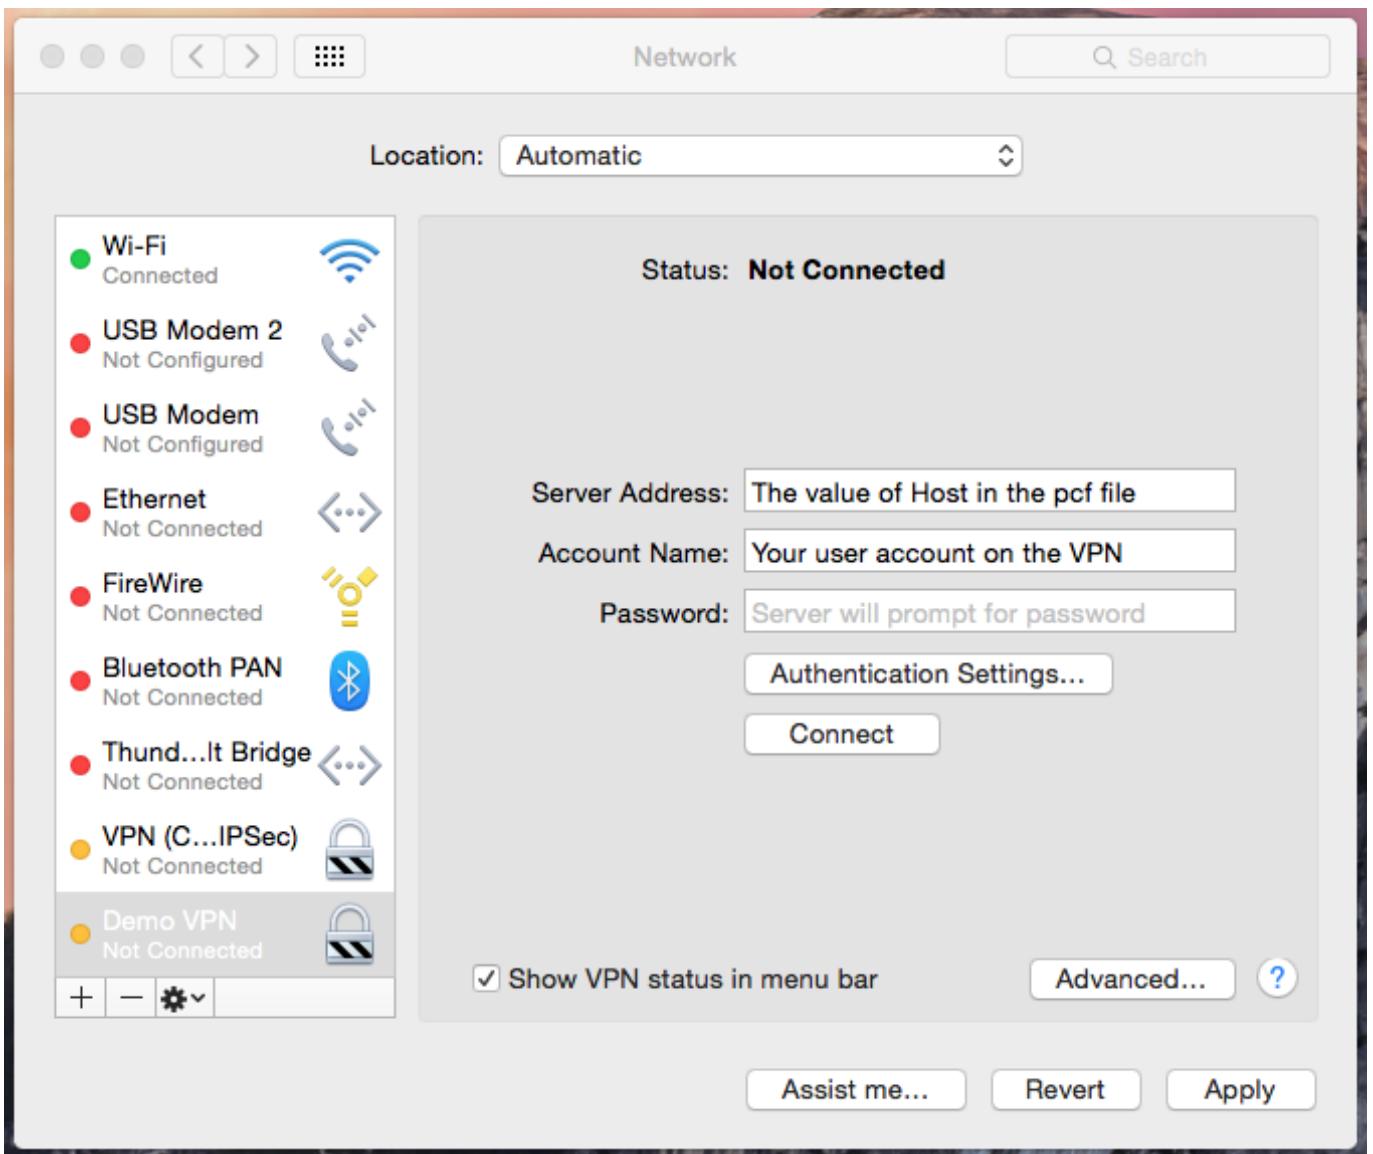 Network
Search
Location: Automatic
Wi-Fi
Connected
USB Modem 2
Not Configured
USB Modem
Not Configured
Ethernet
Not Connected
FireWire
Not Connected
Bluetooth PAN
Not Connected
Thund...lt Bridge
Not Connected
VPN (C...IPSec)
Not Connected
Demo VPN
Not Connected
Status: Not Connected
Server Address: The value of Host in the pcf file
Account Name: Your user account on the VPN
Password: Server will prompt for password
Authentication Settings...
Connect
Show VPN status in menu bar
Advanced... ?
Assist me... Revert Apply